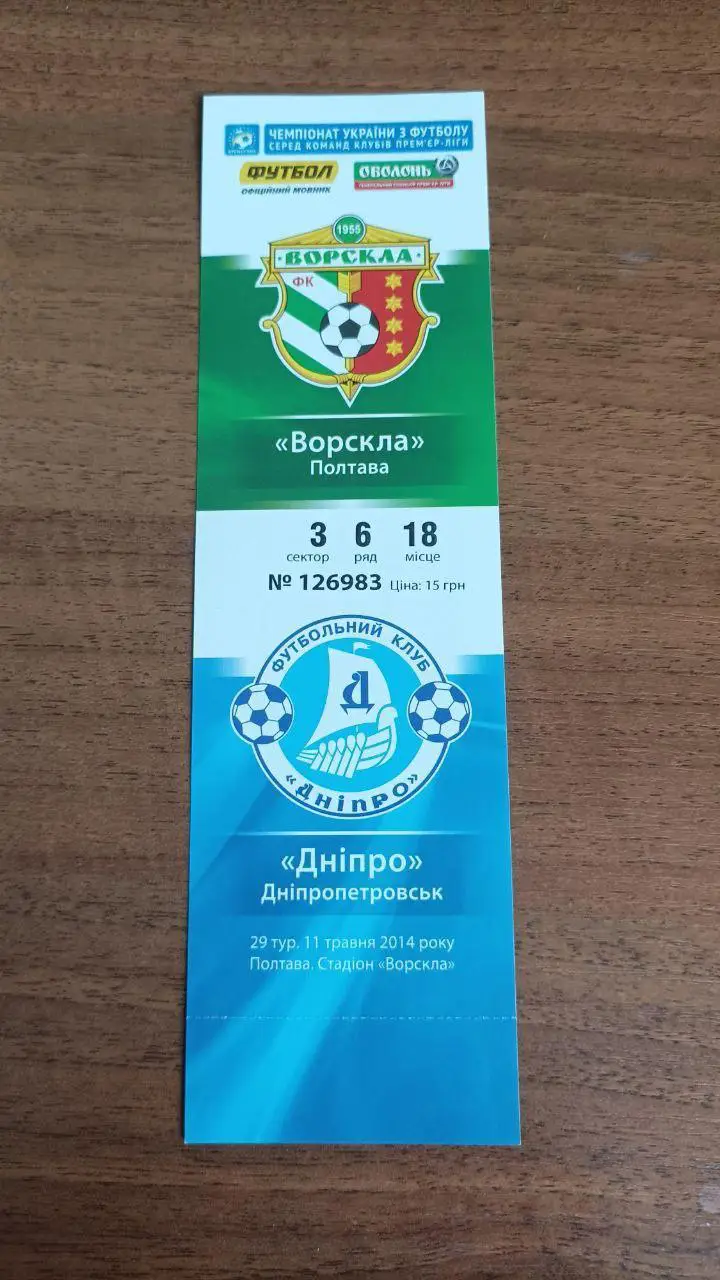 ЧЕМПІОНАТ УКРАЇНИ З ФУТБОЛУ
СЕРЕД КОМАНД КЛУБІВ ПРЕМ'ЄР-ЛІГИ
ФУТБОЛ
ОФІЦІЙНИЙ МОВНИК
ОБОЛОНЬ
1955
ВОРСКЛА
ФК
«Ворскла»
Полтава
3 6 18
сектор ряд місце
№ 126983 Ціна: 15 грн
ФУТБОЛЬНИЙ КЛУБ
Д
«ДНІПРО»
«Дніпро»
Дніпропетровськ
29 тур. 11 травня 2014 року
Полтава. Стадіон «Ворскла»